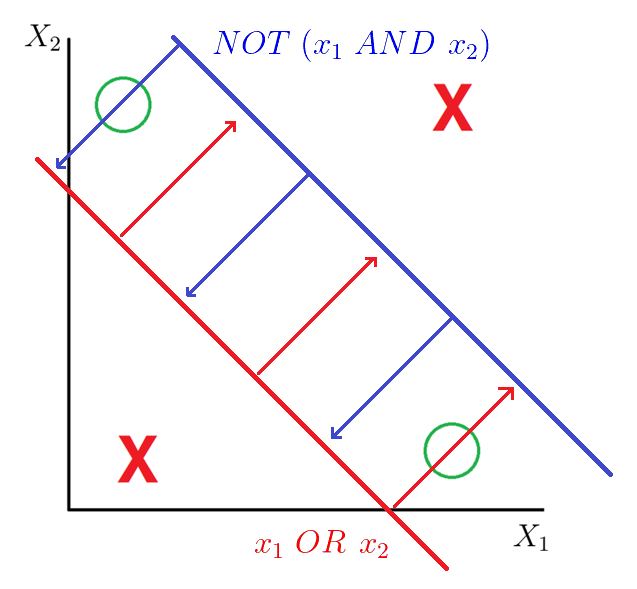 X₂
NOT (x₁ AND x₂)
X
X
x₁ OR x₂
X₁